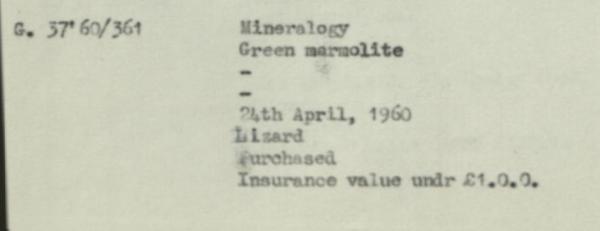 G. 37'60/361 Mineralogy
Green marmolite
-
-
24th April, 1960
Lizard
Purchased
Insurance value undr £1.0.0.